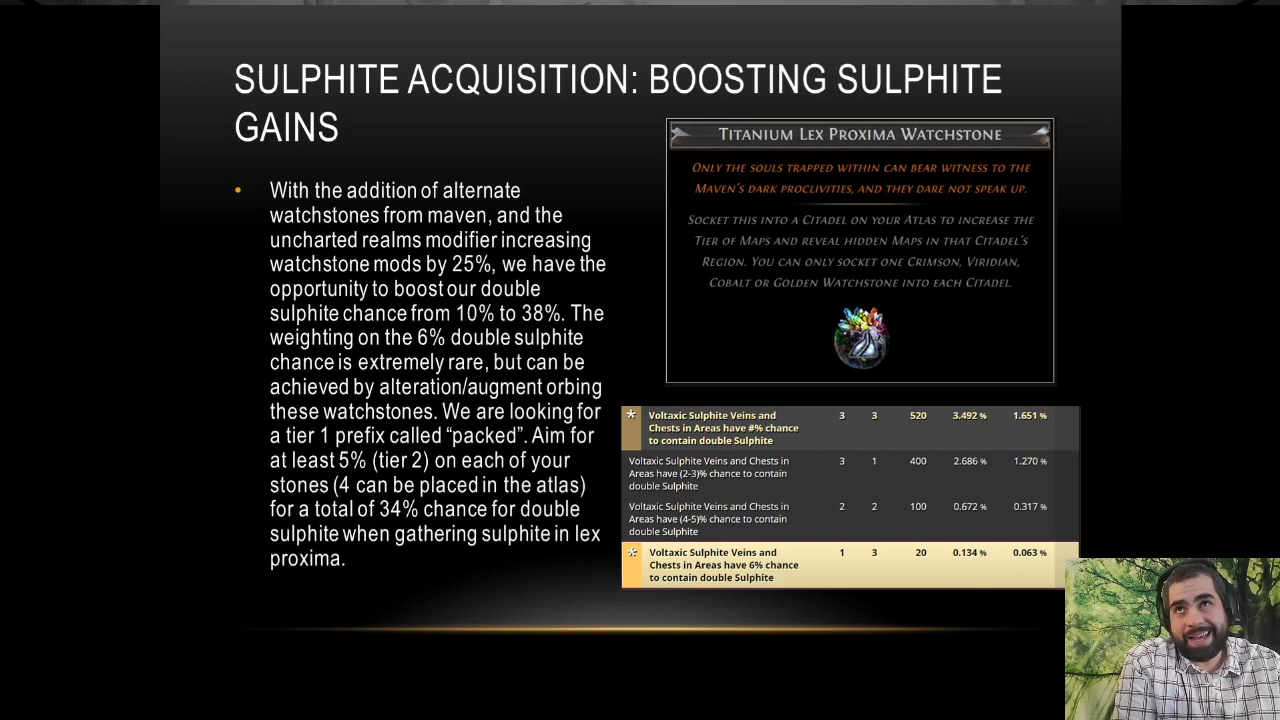 SULPHITE ACQUISITION: BOOSTING SULPHITE
GAINS
• With the addition of alternate
watchstones from maven, and the
uncharted realms modifier increasing
watchstone mods by 25%, we have the
opportunity to boost our double
sulphite chance from 10% to 38%. The
weighting on the 6% double sulphite
chance is extremely rare, but can be
achieved by alteration/augment orbing
these watchstones. We are looking for
a tier 1 prefix called “packed”. Aim for
at least 5% (tier 2) on each of your
stones (4 can be placed in the atlas)
for a total of 34% chance for double
sulphite when gathering sulphite in lex
proxima.
TITANIUM LEX PROXIMA WATCHSTONE
ONLY THE SOULS TRAPPED WITHIN CAN BEAR WITNESS TO THE
MAVEN'S DARK PROCLIVITIES, AND THEY DARE NOT SPEAK UP.
SOCKET THIS INTO A CITADEL ON YOUR ATLAS TO INCREASE THE
TIER OF MAPS AND REVEAL HIDDEN MAPS IN THAT CITADEL'S
REGION. YOU CAN ONLY SOCKET ONE CRIMSON, VIRIDIAN,
COBALT OR GOLDEN WATCHSTONE INTO EACH CITADEL.
* Voltaxic Sulphite Veins and 3 3 520 3.492 % 1.651 %
Chests in Areas have #% chance
to contain double Sulphite
Voltaxic Sulphite Veins and Chests in 3 1 400 2.686 % 1.270 %
Areas have (2-3)% chance to contain
double Sulphite
Voltaxic Sulphite Veins and Chests in 2 2 100 0.672 % 0.317 %
Areas have (4-5)% chance to contain
double Sulphite
* Voltaxic Sulphite Veins and 1 3 20 0.134 % 0.063 %
Chests in Areas have 6% chance
to contain double Sulphite